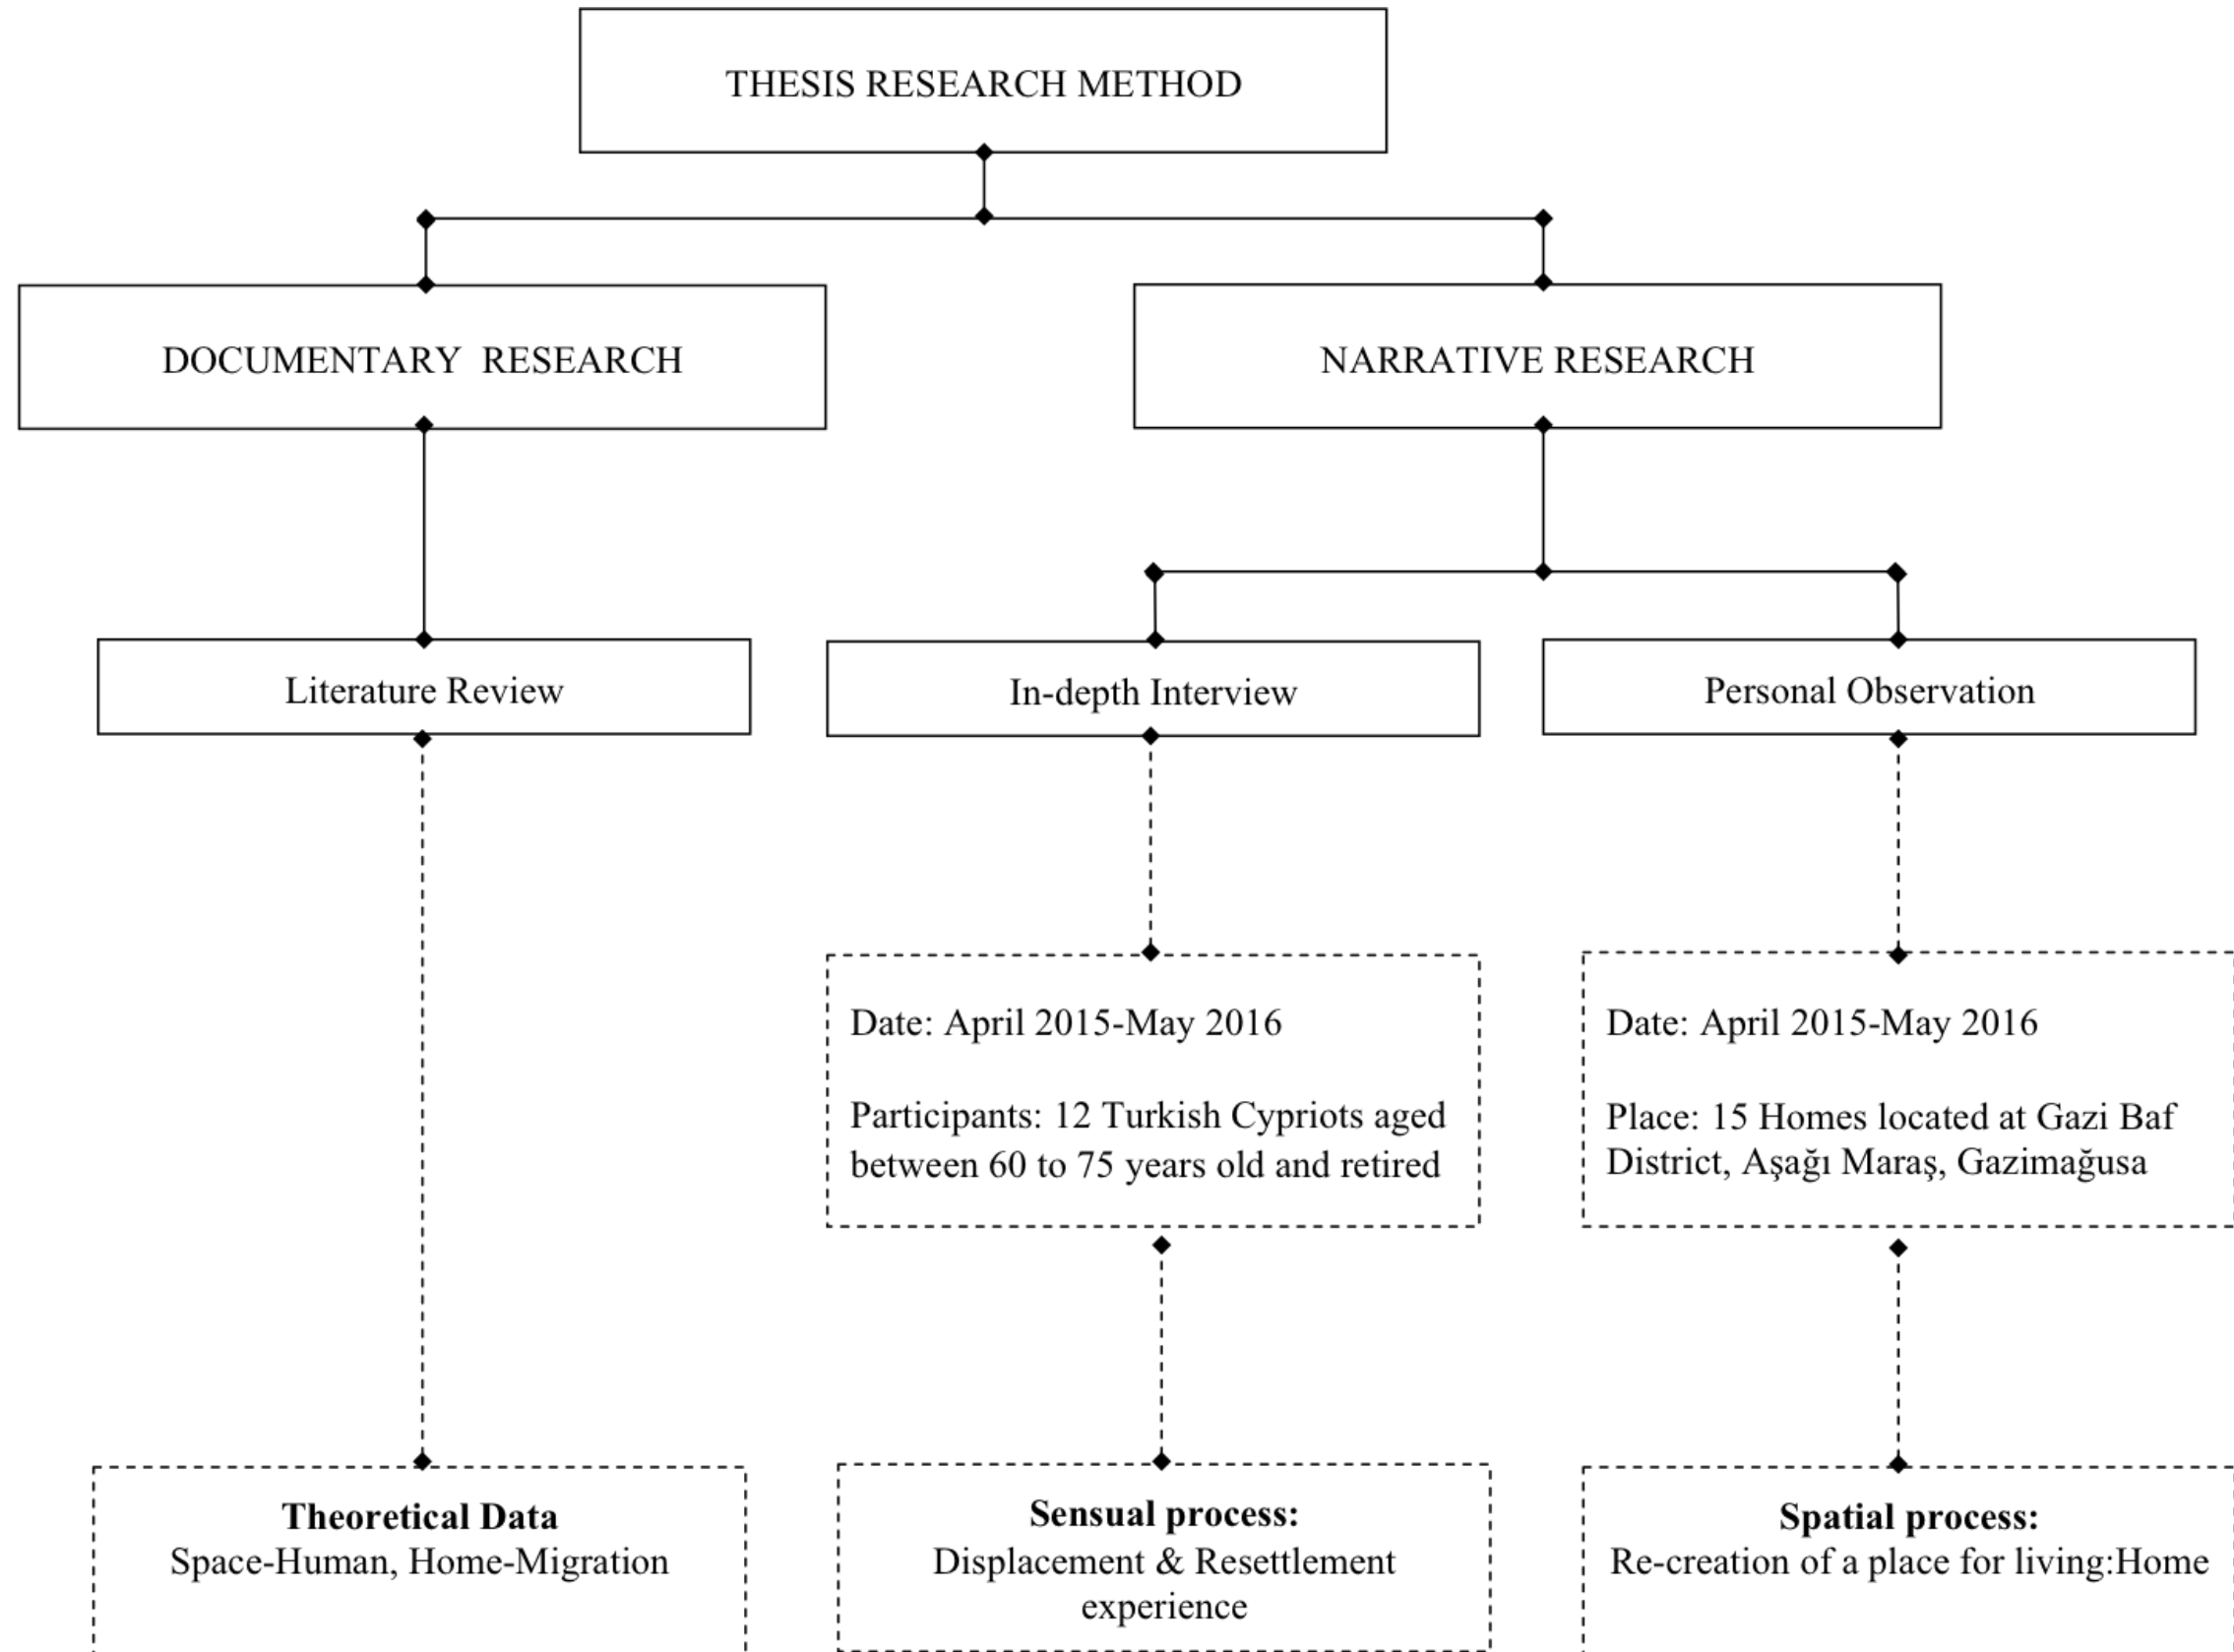 THESIS RESEARCH METHOD
DOCUMENTARY RESEARCH
NARRATIVE RESEARCH
Literature Review
In-depth Interview
Personal Observation
Date: April 2015-May 2016
Participants: 12 Turkish Cypriots aged
between 60 to 75 years old and retired
Date: April 2015-May 2016
Place: 15 Homes located at Gazi Baf
District, Aşağı Maraş, Gazimağusa
Theoretical Data
Space-Human, Home-Migration
Sensual process:
Displacement & Resettlement
experience
Spatial process:
Re-creation of a place for living:Home